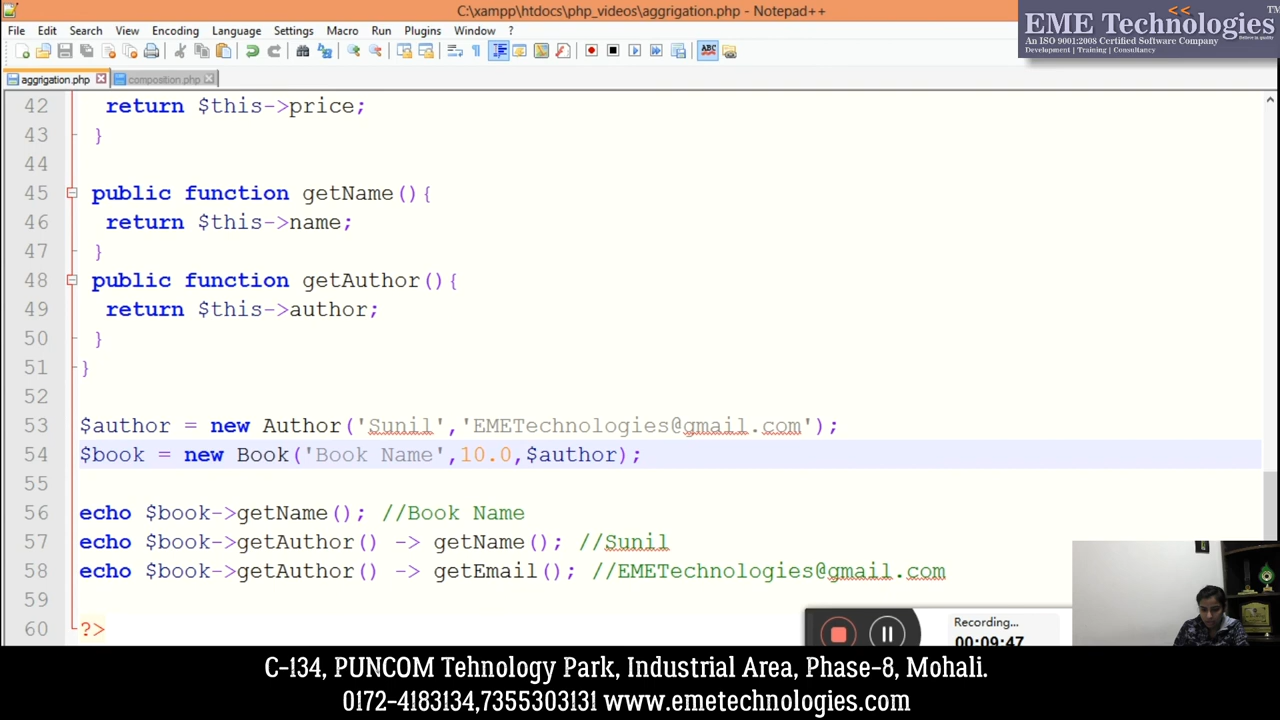 C:\xampp\htdocs\php_videos\aggrigation.php - Notepad++
EME Technologies TM
An ISO 9001:2008 Certified Software Company
Development | Training | Consultancy
File Edit Search View Encoding Language Settings Macro Run Plugins Window ?
aggrigation.php composition.php
42 return $this->price;
43 }
44
45 public function getName(){
46 return $this->name;
47 }
48 public function getAuthor(){
49 return $this->author;
50 }
51 }
52
53 $author = new Author('Sunil','EMETechnologies@gmail.com');
54 $book = new Book('Book Name',10.0,$author);
55
56 echo $book->getName(); //Book Name
57 echo $book->getAuthor() -> getName(); //Sunil
58 echo $book->getAuthor() -> getEmail(); //EMETechnologies@gmail.com
59
60 ?>
Recording...
00:09:47
C-134, PUNCOM Tehnology Park, Industrial Area, Phase-8, Mohali.
0172-4183134,7355303131 www.emetechnologies.com